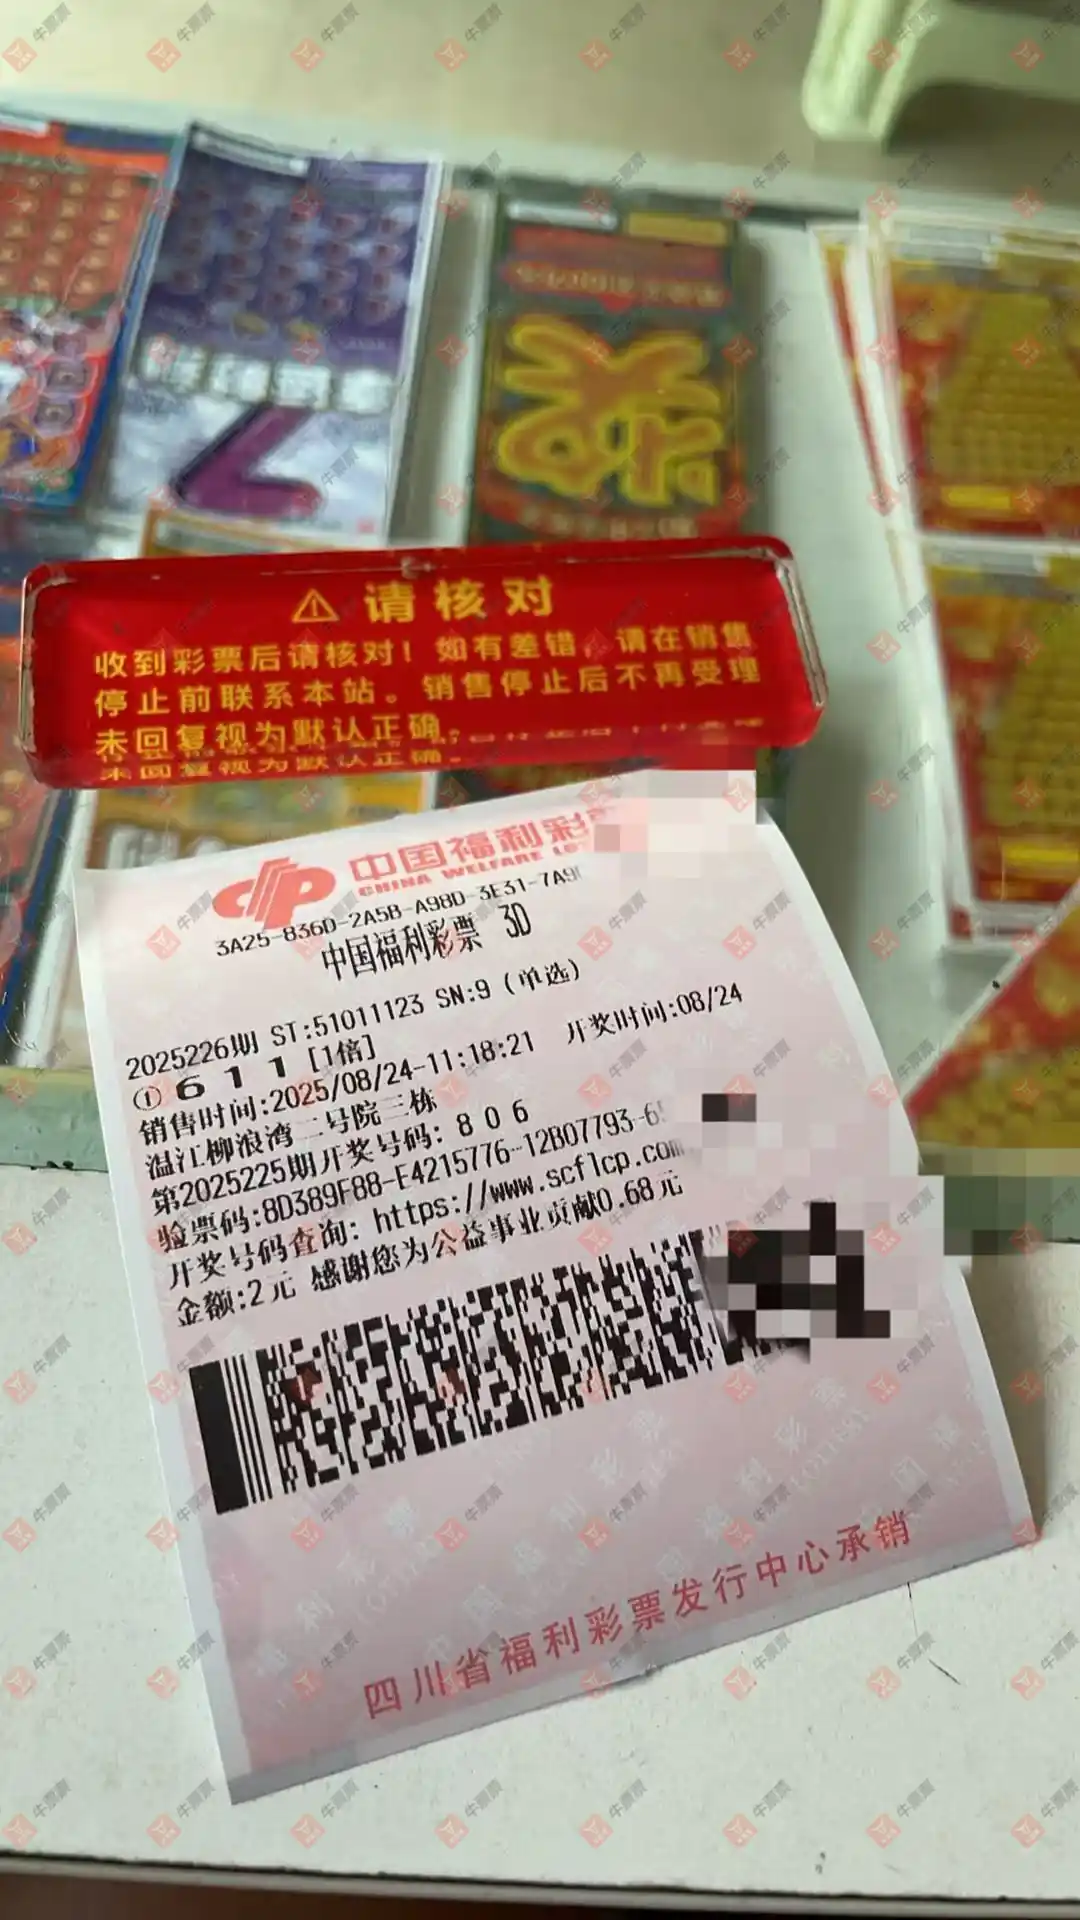 奖
7
⚠ 请核对
收到彩票后请核对！如有差错，请在销售
停止前联系本站。销售停止后不再受理
未回复视为默认正确。
中国福利彩
CHINA WELFARE LO
3A25-836D-2A5B-A98D-3E31-7A9
中国福利彩票 3D
2025226期 ST:51011123 SN:9 (单选)
① 6 1 1 [1倍]
销售时间:2025/08/24-11:18:21 开奖时间:08/24
温江柳浪湾二号院三栋
第2025225期开奖号码: 8 0 6
验票码:8D389F88-E4215776-12B07793-6
开奖号码查询: https://www.scflcp.com
金额:2元 感谢您为公益事业贡献0.68元
四川省福利彩票发行中心承销
牛票票